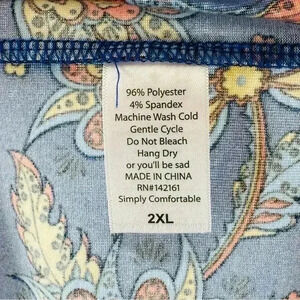 96% Polyester
4% Spandex
Machine Wash Cold
Gentle Cycle
Do Not Bleach
Hang Dry
or you'll be sad
MADE IN CHINA
RN#142161
Simply Comfortable
2XL